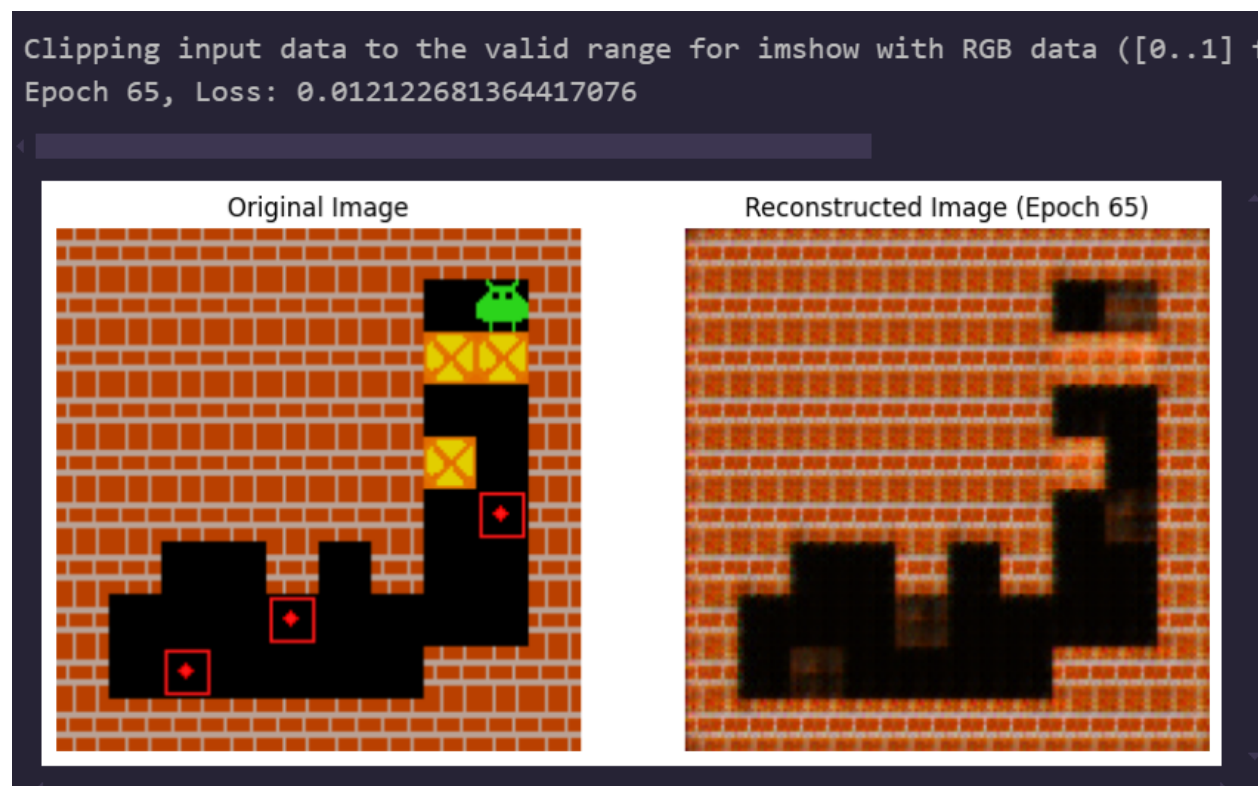 Clipping input data to the valid range for imshow with RGB data ([0..1]
Epoch 65, Loss: 0.012122681364417076
Original Image
Reconstructed Image (Epoch 65)